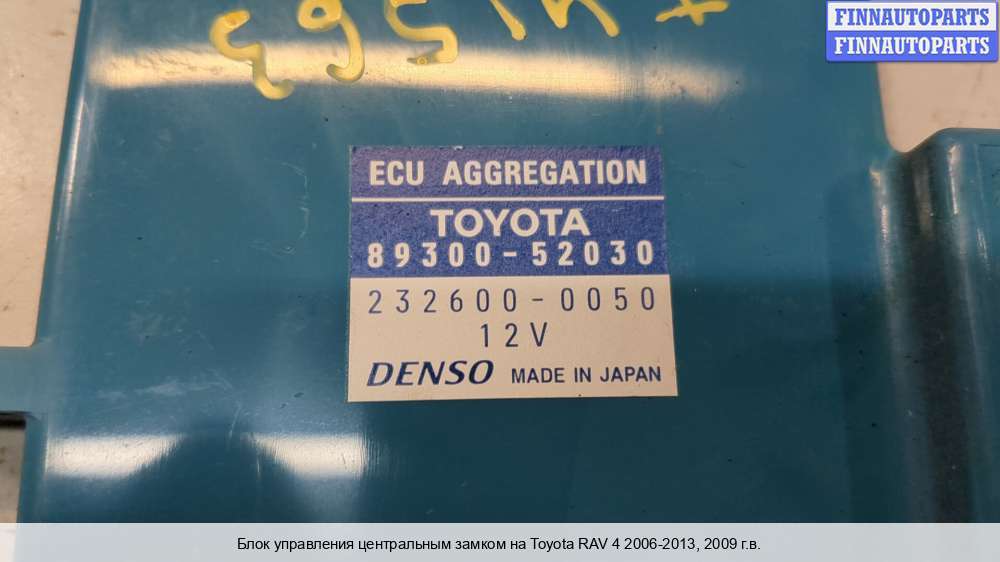 FINNAUTOPARTS
FINNAUTOPARTS
ECU AGGREGATION
TOYOTA
89300-52030
232600-0050
12V
DENSO MADE IN JAPAN
Блок управления центральным замком на Toyota RAV 4 2006-2013, 2009 г.в.